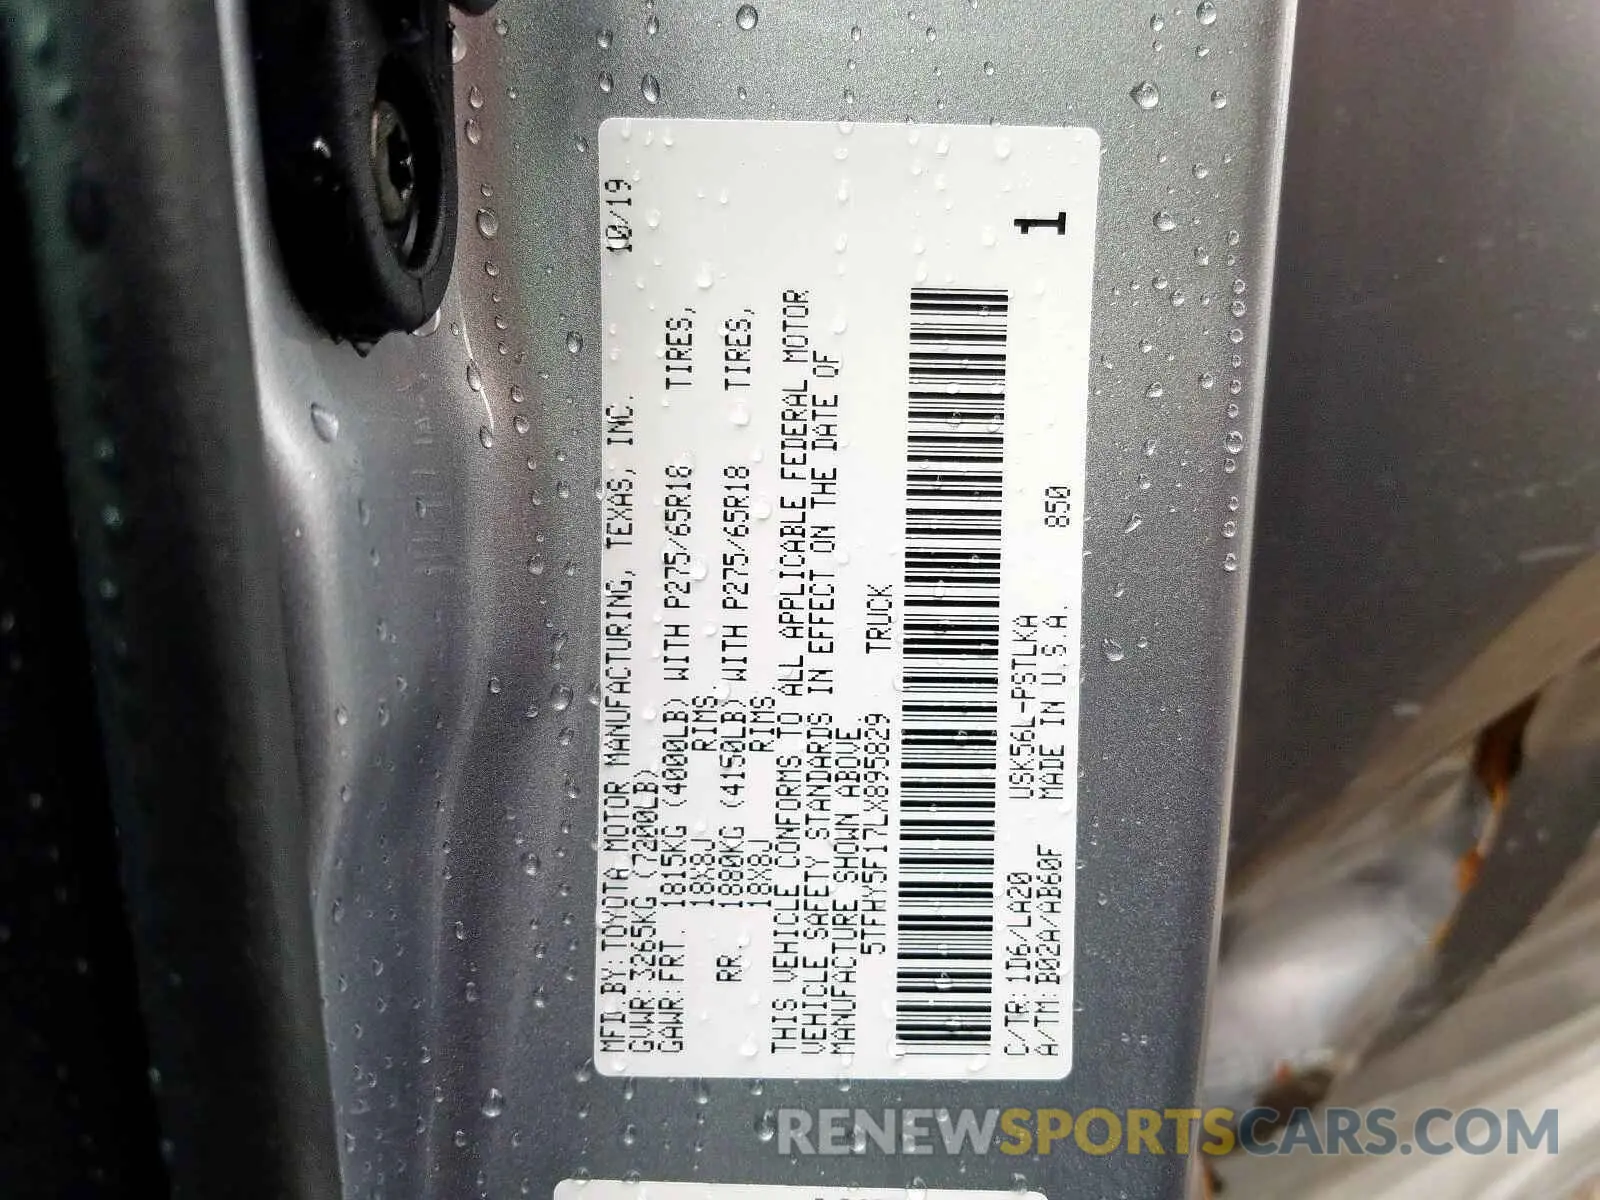 MFD BY:TOYOTA MOTOR MANUFACTURING, TEXAS, INC. 10/19
GVWR:3265KG (7200LB)
GAWR:FRT. 1815KG (4000LB) WITH P275/65R18 TIRES,
18X8J RIMS
RR. 1880KG (4150LB) WITH P275/65R18 TIRES,
18X8J RIMS
THIS VEHICLE CONFORMS TO ALL APPLICABLE FEDERAL MOTOR
VEHICLE SAFETY STANDARDS IN EFFECT ON THE DATE OF
MANUFACTURE SHOWN ABOVE.
5TFHY5F17LX895829 TRUCK
C/TR:1D6/LA20 USK56L-PSTLKA 850 1
A/TM:B02A/AB60F MADE IN U.S.A.
RENEWSPORTSCARS.COM